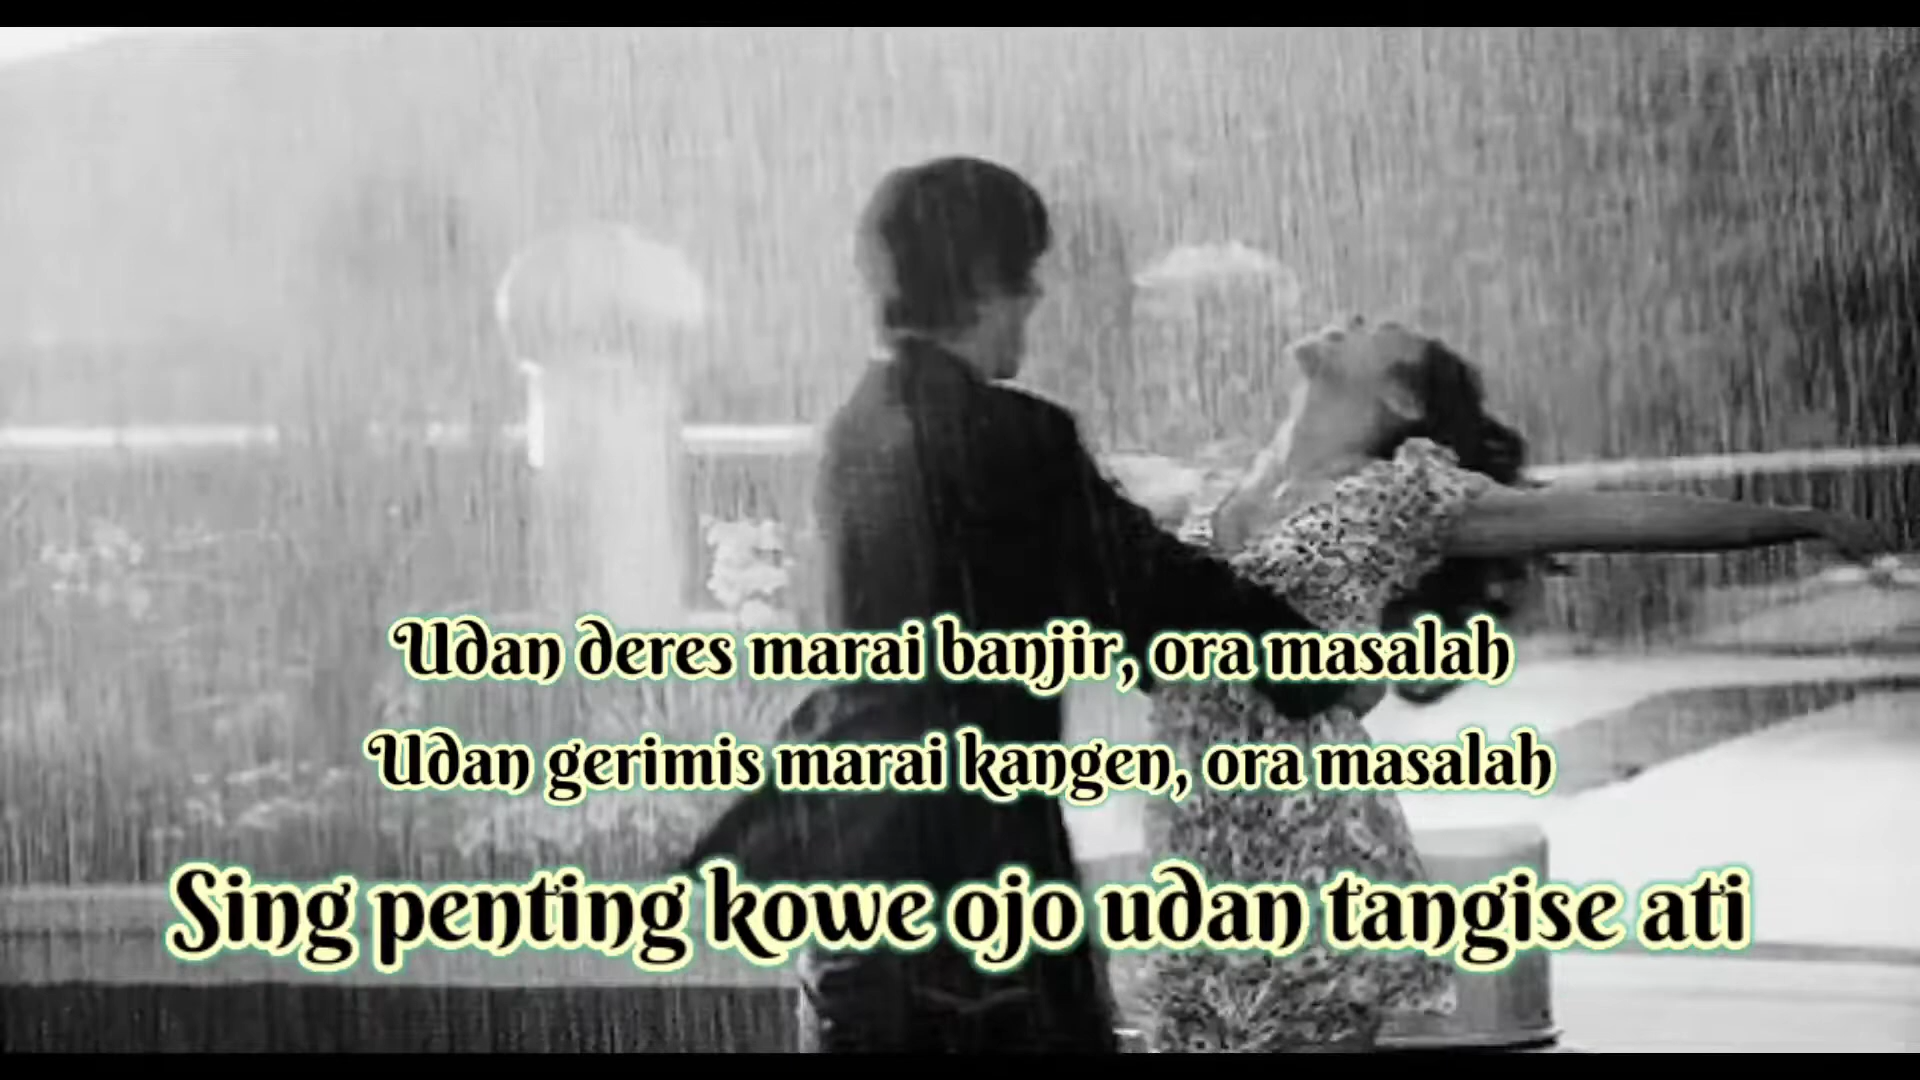 Udan deres marai banjir, ora masalah
Udan gerimis marai kangen, ora masalah
Sing penting kowe ojo udan tangise ati